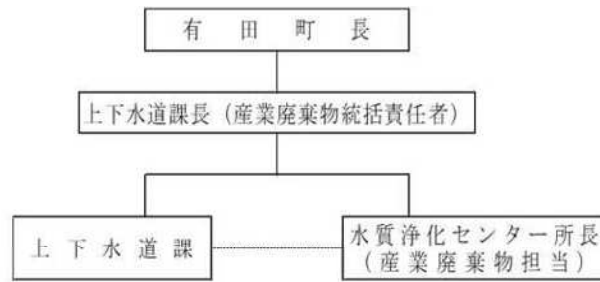 有田町長
上下水道課長（産業廃棄物統括責任者）
上下水道課
水質浄化センター所長
（産業廃棄物担当）